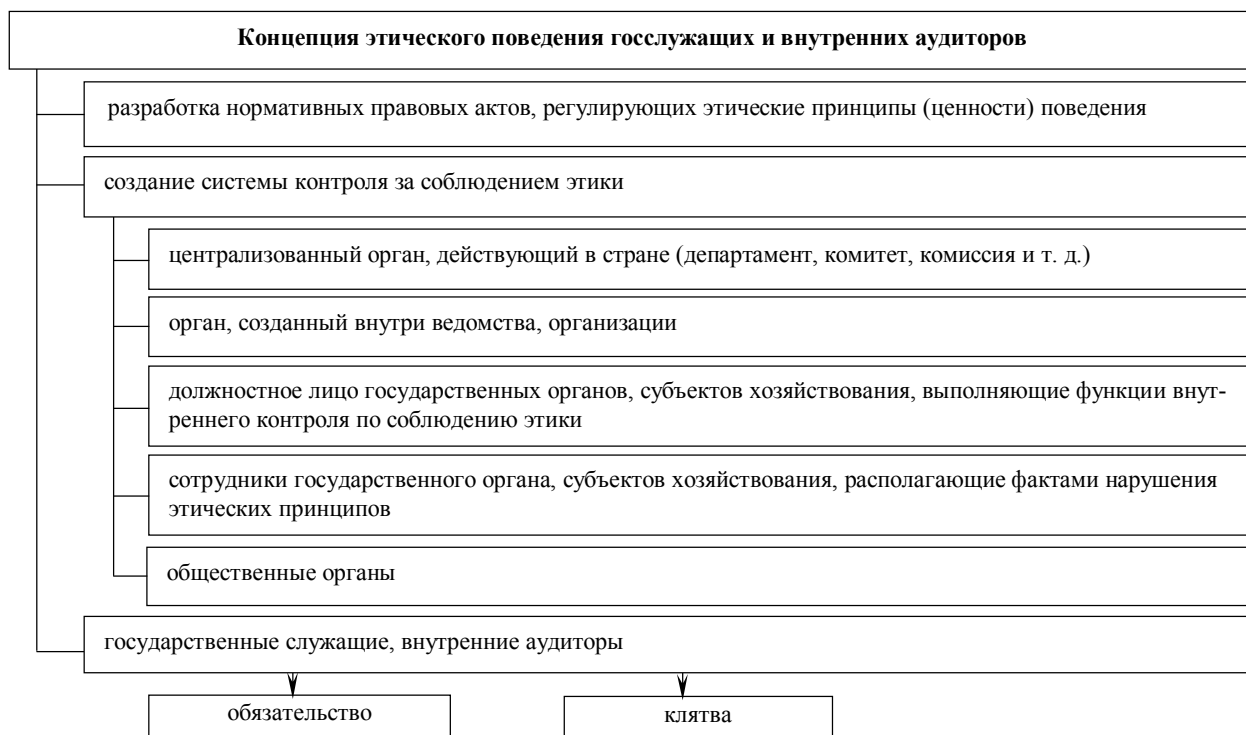 Концепция этического поведения госслужащих и внутренних аудиторов
разработка нормативных правовых актов, регулирующих этические принципы (ценности) поведения
создание системы контроля за соблюдением этики
централизованный орган, действующий в стране (департамент, комитет, комиссия и т. д.)
орган, созданный внутри ведомства, организации
должностное лицо государственных органов, субъектов хозяйствования, выполняющие функции внут-
реннего контроля по соблюдению этики
сотрудники государственного органа, субъектов хозяйствования, располагающие фактами нарушения
этических принципов
общественные органы
государственные служащие, внутренние аудиторы
обязательство
клятва